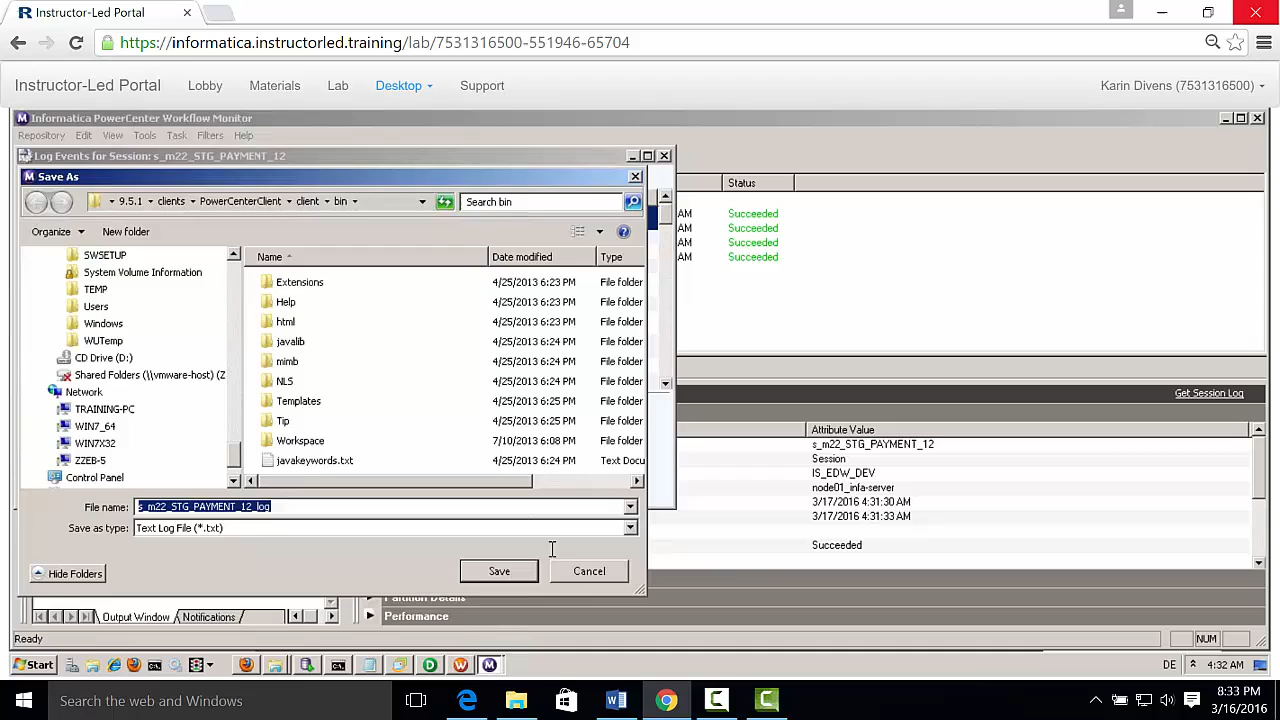 Instructor-Led Portal
https://informatica.instructorled.training/lab/7531316500-551946-65704
Instructor-Led Portal Lobby Materials Lab Desktop Support Karin Divens (7531316500)
Informatica PowerCenter Workflow Monitor
Repository Edit View Tools Task Filters Help
Log Events for Session: s_m22_STG_PAYMENT_12
Save As
Status
9.5.1 clients PowerCenterClient client bin Search bin
AM Succeeded
AM Succeeded
AM Succeeded
AM Succeeded
Organize New folder
Name Date modified Type
SWSETUP
System Volume Information
TEMP
Users
Windows
WUTemp
CD Drive (D:)
Shared Folders (\\vmware-host) (Z
Network
TRAINING-PC
WIN7_64
WIN7X32
ZZEB-5
Control Panel
Extensions 4/25/2013 6:23 PM File folder
Help 4/25/2013 6:23 PM File folder
html 4/25/2013 6:23 PM File folder
javalib 4/25/2013 6:24 PM File folder
mimb 4/25/2013 6:24 PM File folder
NLS 4/25/2013 6:24 PM File folder
Templates 4/25/2013 6:25 PM File folder
Tip 4/25/2013 6:25 PM File folder
Workspace 7/10/2013 6:08 PM File folder
javakeywords.txt 4/25/2013 6:24 PM Text Docu
File name: s_m22_STG_PAYMENT_12_log
Save as type: Text Log File (*.txt)
Hide Folders Save Cancel
Get Session Log
Attribute Value
s_m22_STG_PAYMENT_12
Session
IS_EDW_DEV
node01_infa-server
3/17/2016 4:31:30 AM
3/17/2016 4:31:33 AM
Succeeded
Partition Details
Performance
Output Window Notifications
Ready NUM
Start DE 4:32 AM
Search the web and Windows
8:33 PM
3/16/2016